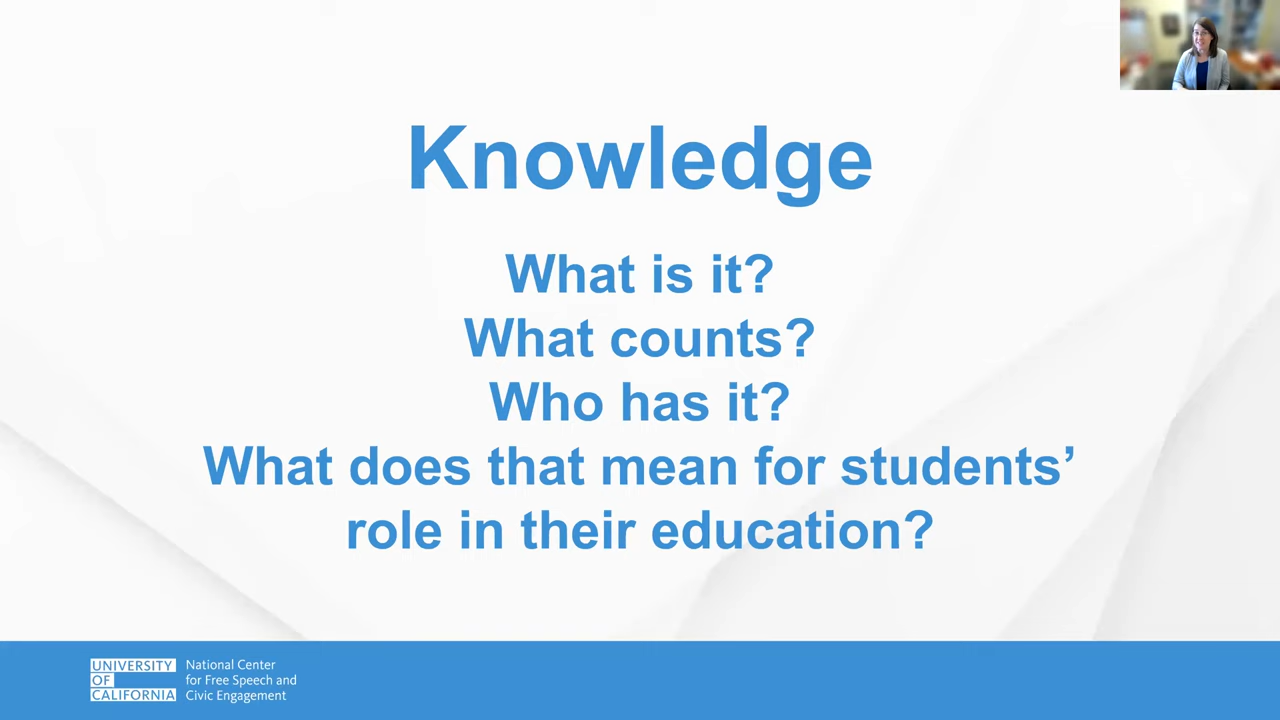 Knowledge
What is it?
What counts?
Who has it?
What does that mean for students’
role in their education?
UNIVERSITY
OF
CALIFORNIA
National Center
for Free Speech and
Civic Engagement